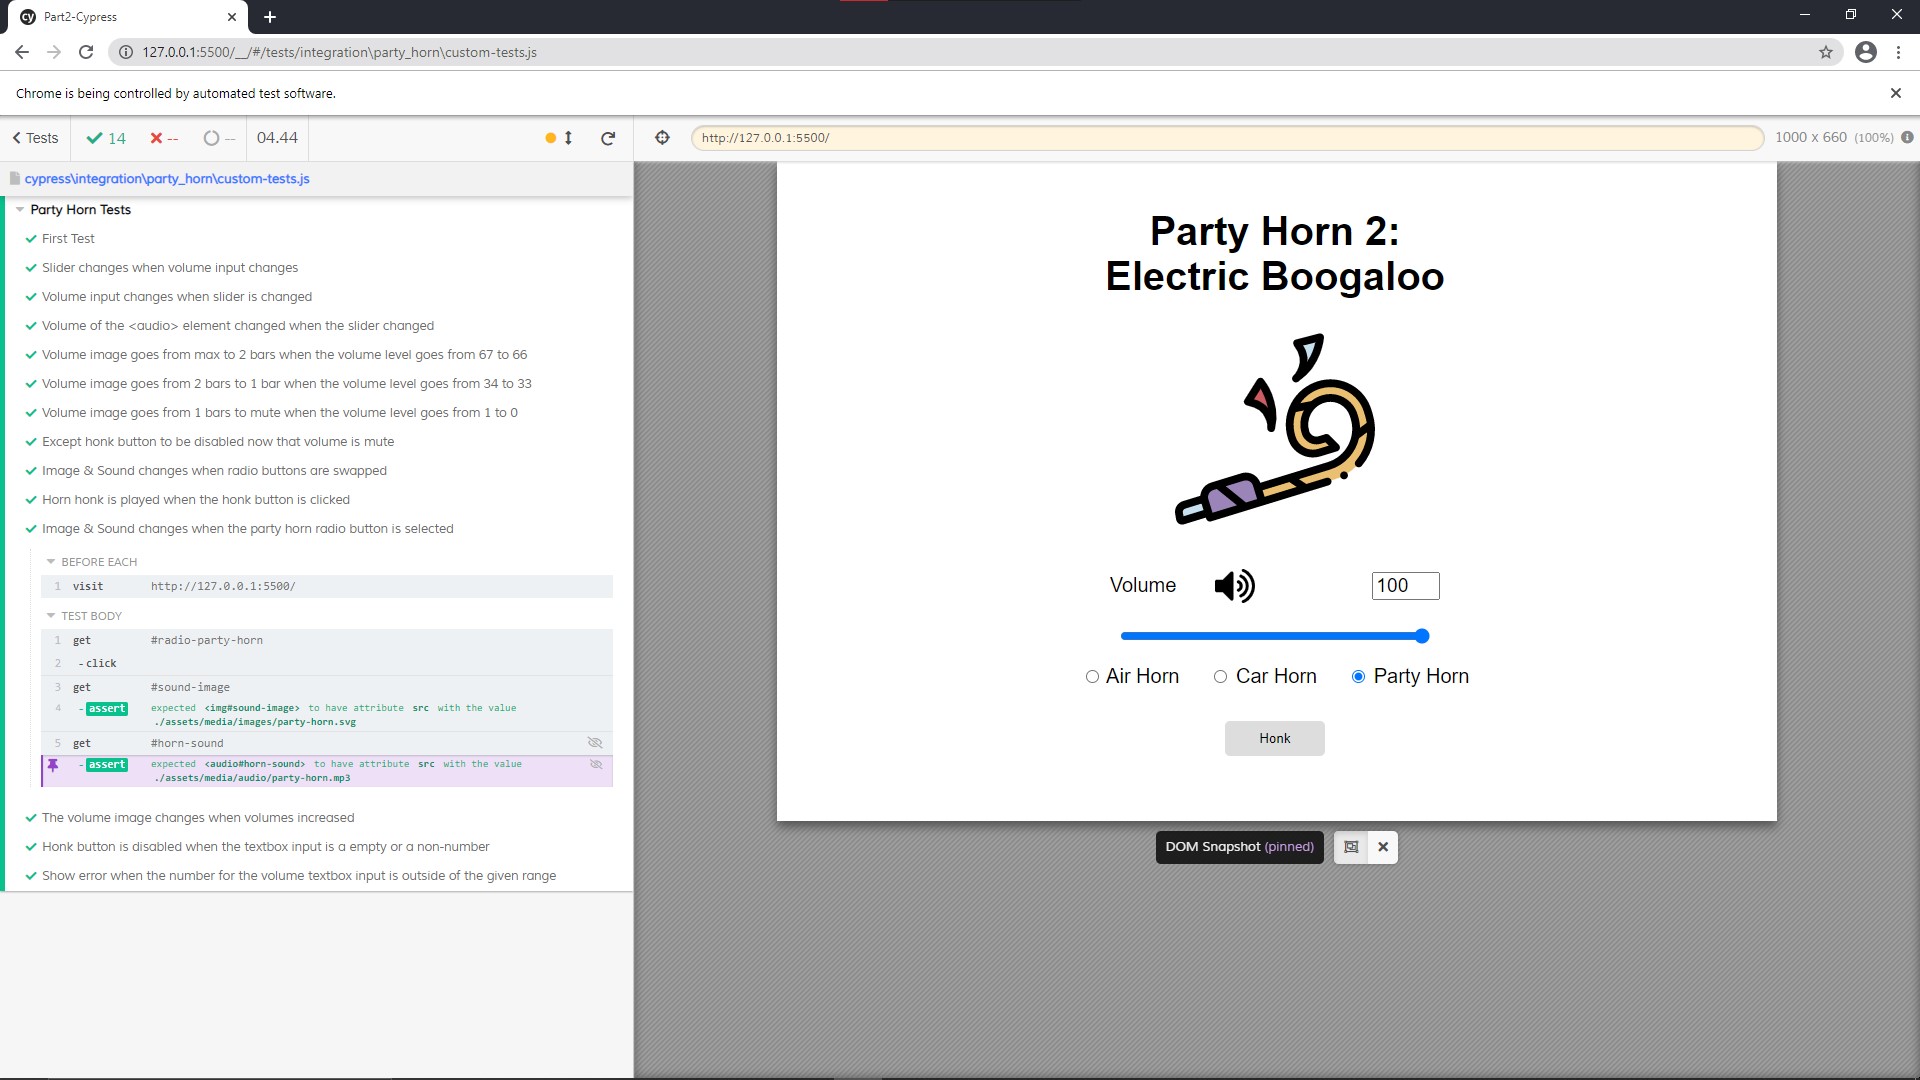 Part2-Cypress
127.0.0.1:5500/__/#/tests/integration\party_horn\custom-tests.js
Chrome is being controlled by automated test software.
Tests 14 -- -- 04.44
http://127.0.0.1:5500/ 1000 x 660 (100%)
cypress\integration\party_horn\custom-tests.js
Party Horn Tests
First Test
Slider changes when volume input changes
Volume input changes when slider is changed
Volume of the <audio> element changed when the slider changed
Volume image goes from max to 2 bars when the volume level goes from 67 to 66
Volume image goes from 2 bars to 1 bar when the volume level goes from 34 to 33
Volume image goes from 1 bars to mute when the volume level goes from 1 to 0
Except honk button to be disabled now that volume is mute
Image & Sound changes when radio buttons are swapped
Horn honk is played when the honk button is clicked
Image & Sound changes when the party horn radio button is selected
BEFORE EACH
1 visit http://127.0.0.1:5500/
TEST BODY
1 get #radio-party-horn
2 -click
3 get #sound-image
4 -assert expected <img#sound-image> to have attribute src with the value
./assets/media/images/party-horn.svg
5 get #horn-sound
-assert expected <audio#horn-sound> to have attribute src with the value
./assets/media/audio/party-horn.mp3
The volume image changes when volumes increased
Honk button is disabled when the textbox input is a empty or a non-number
Show error when the number for the volume textbox input is outside of the given range
Party Horn 2:
Electric Boogaloo
Volume 100
Air Horn Car Horn Party Horn
Honk
DOM Snapshot (pinned)